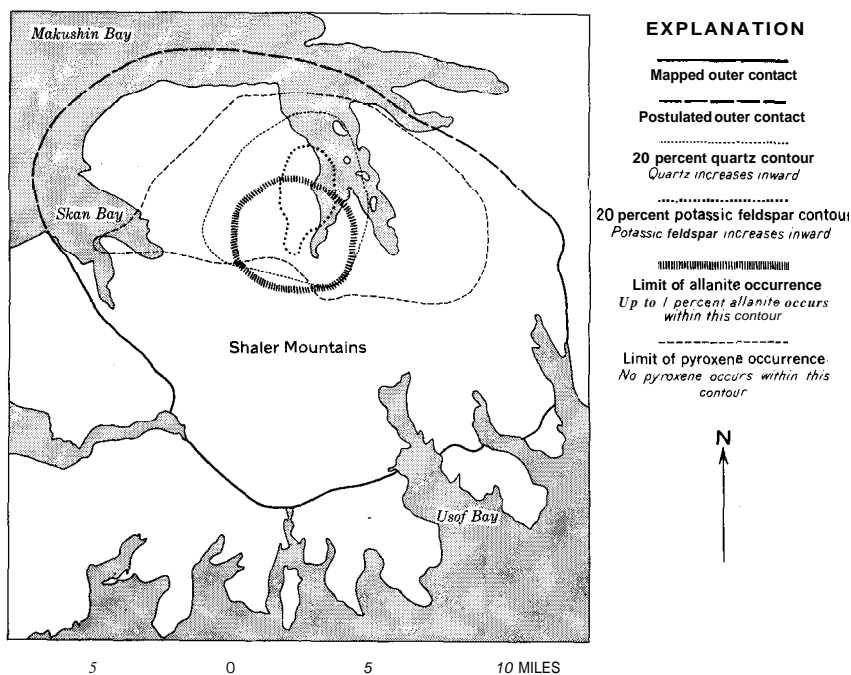 Makushin Bay
Skan Bay
Shaler Mountains
Usof Bay
5 0 5 10 MILES
EXPLANATION
Mapped outer contact
Postulated outer contact
20 percent quartz contour
Quartz increases inward
20 percent potassic feldspar contour
Potassic feldspar increases inward
Limit of allanite occurrence
Up to 1 percent allanite occurs
within this contour
Limit of pyroxene occurrence
No pyroxene occurs within this
contour
N